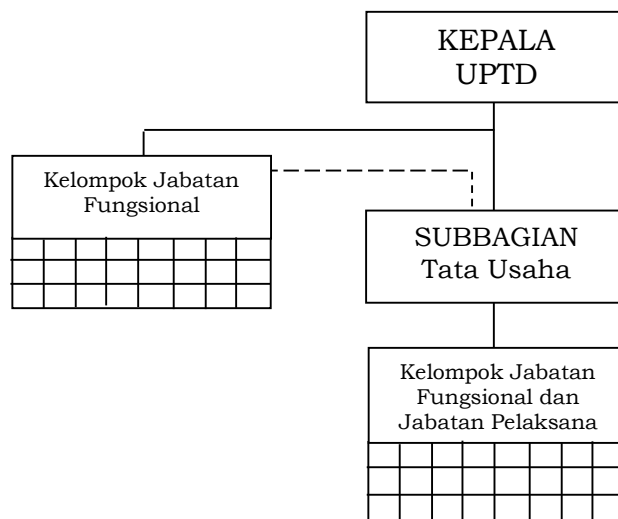 KEPALA
UPTD
Kelompok Jabatan
Fungsional
SUBBAGIAN
Tata Usaha
Kelompok Jabatan
Fungsional dan
Jabatan Pelaksana